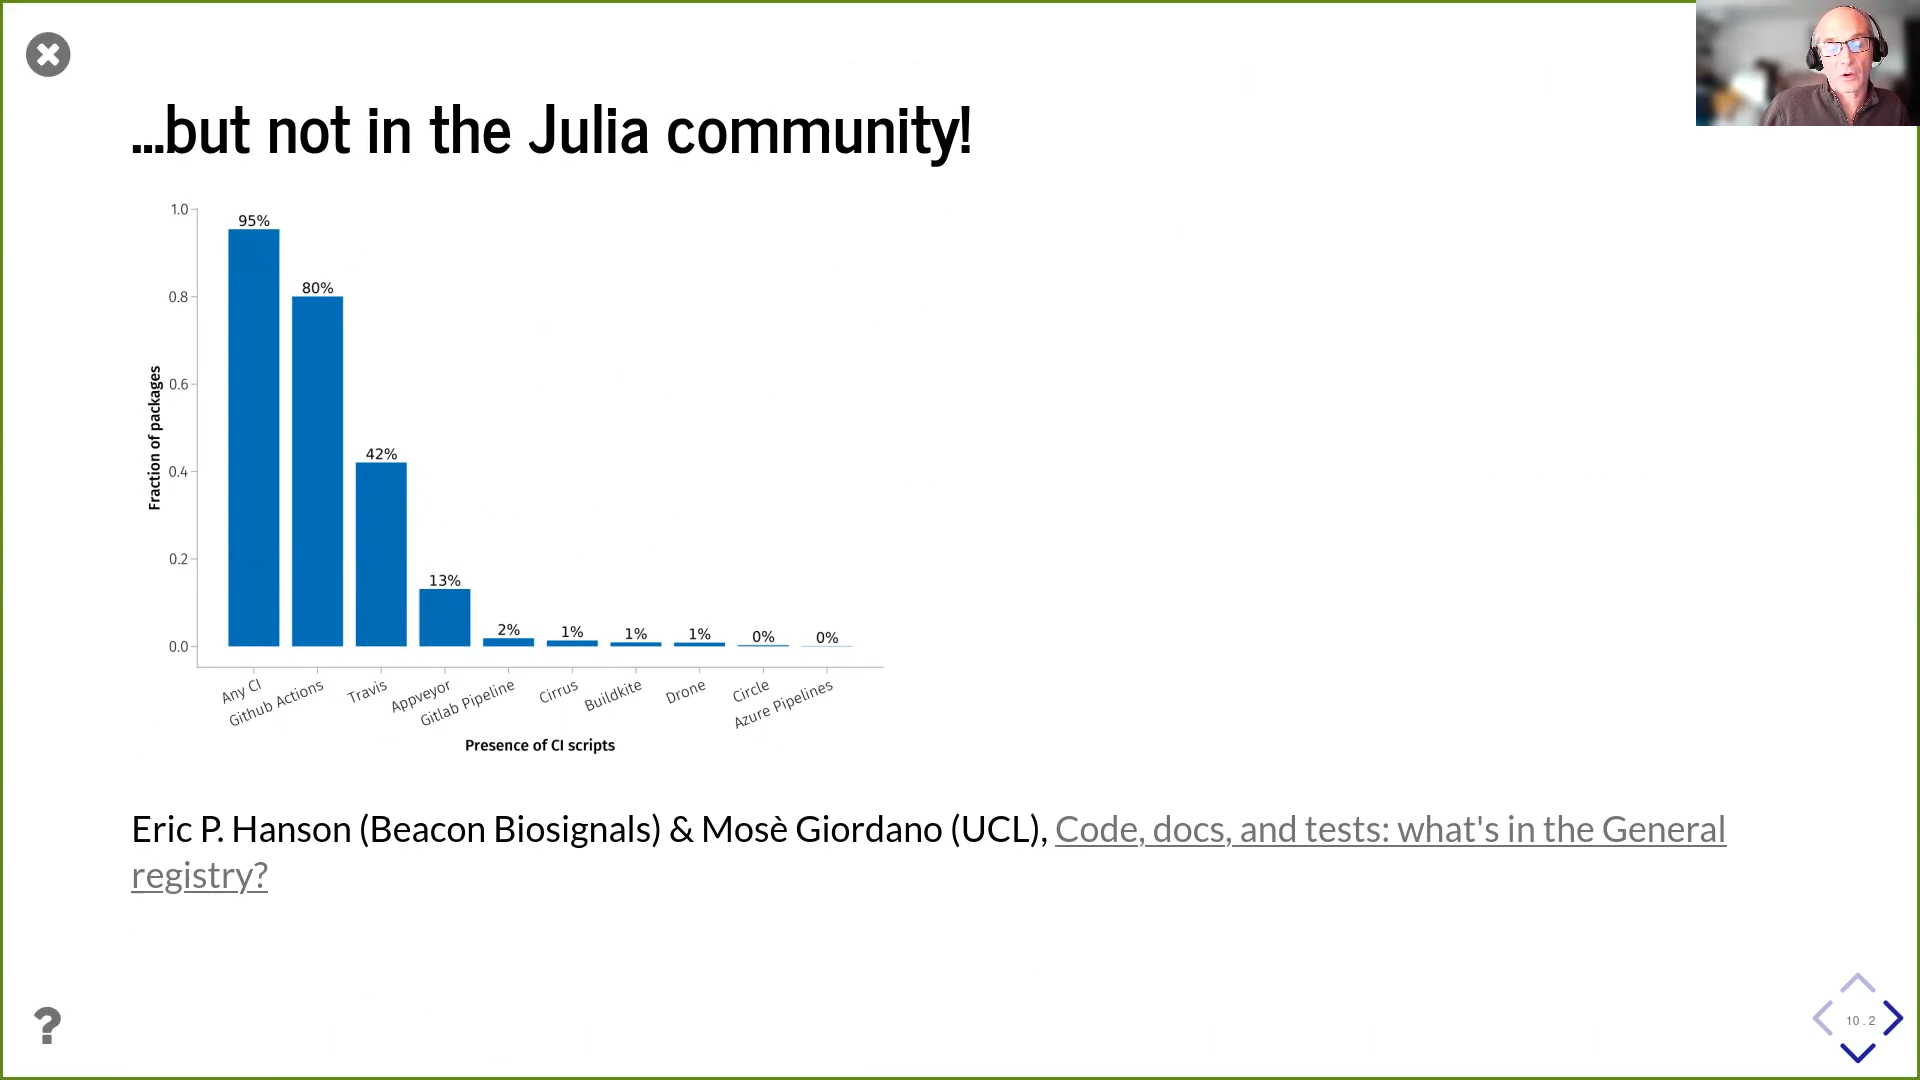 ...but not in the Julia community!
1.0
0.8
0.6
0.4
0.2
0.0
Fraction of packages
95%
80%
42%
13%
2%
1%
1%
1%
0%
0%
Any CI
Github Actions
Travis
Appveyor
Gitlab Pipeline
Cirrus
Buildkite
Drone
Circle
Azure Pipelines
Presence of CI scripts
Eric P. Hanson (Beacon Biosignals) & Mosè Giordano (UCL), Code, docs, and tests: what's in the General
registry?
?
10.2